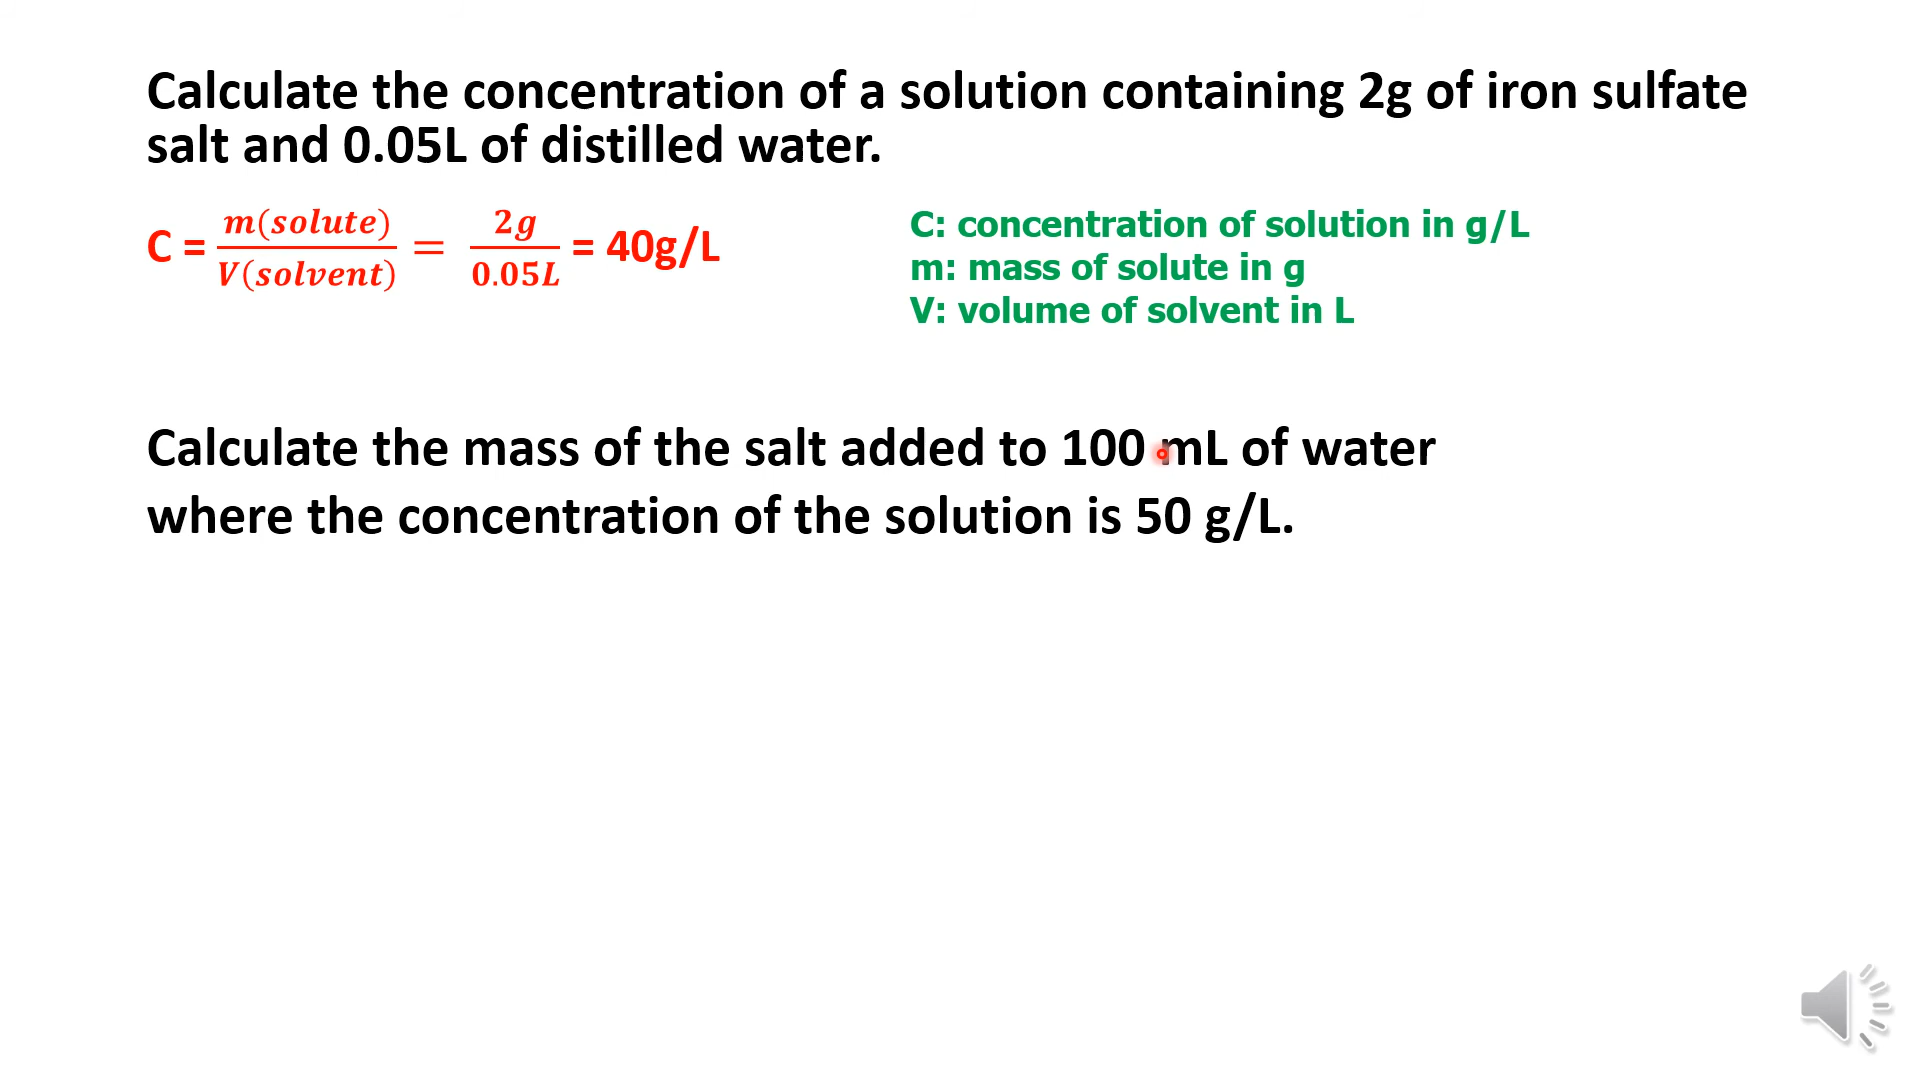 Calculate the concentration of a solution containing 2g of iron sulfate
salt and 0.05L of distilled water.
C = m(solute)/V(solvent) = 2g/0.05L = 40g/L
C: concentration of solution in g/L
m: mass of solute in g
V: volume of solvent in L
Calculate the mass of the salt added to 100 mL of water
where the concentration of the solution is 50 g/L.